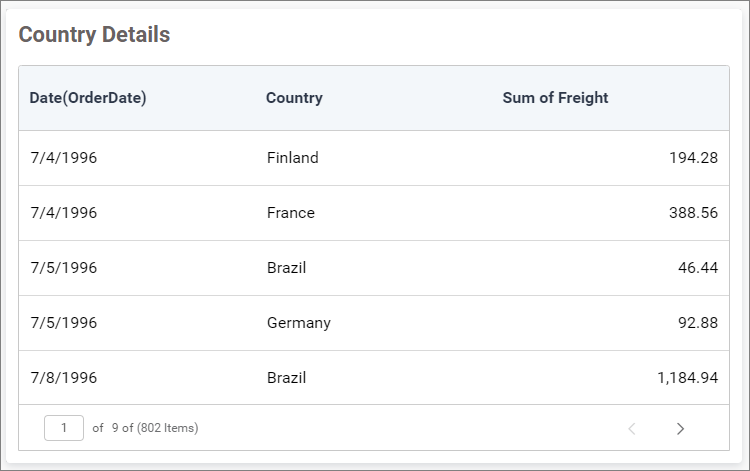 Country Details
Date(OrderDate) Country Sum of Freight
7/4/1996 Finland 194.28
7/4/1996 France 388.56
7/5/1996 Brazil 46.44
7/5/1996 Germany 92.88
7/8/1996 Brazil 1,184.94
1 of 9 of (802 Items)